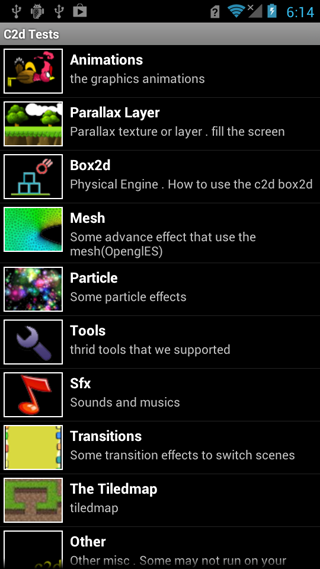 6:14
C2d Tests
Animations
the graphics animations
Parallax Layer
Parallax texture or layer . fill the screen
Box2d
Physical Engine . How to use the c2d box2d
Mesh
Some advance effect that use the
mesh(OpenglES)
Particle
Some particle effects
Tools
thrid tools that we supported
Sfx
Sounds and musics
Transitions
Some transition effects to switch scenes
The Tiledmap
tiledmap
Other
Other misc . Some may not run on your